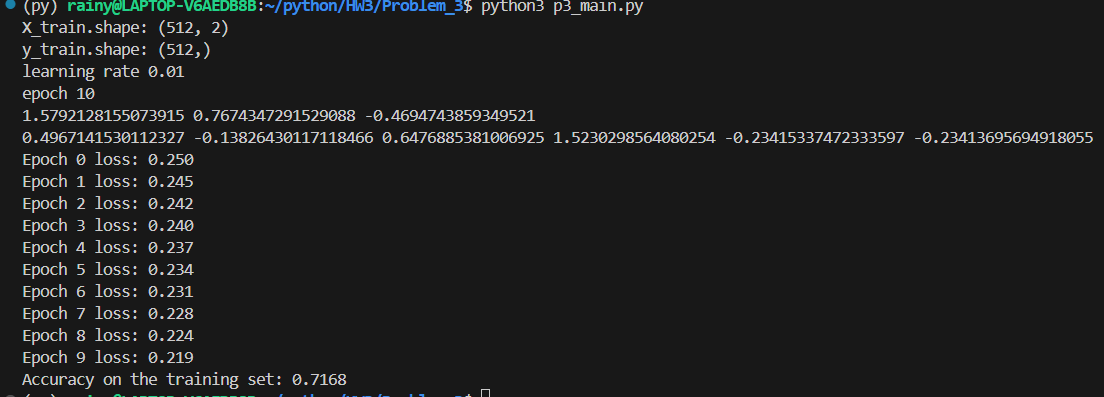 (py) rainy@LAPTOP-V6AEDB8B:~/python/HW3/Problem_3$ python3 p3_main.py
X_train.shape: (512, 2)
y_train.shape: (512,)
learning rate 0.01
epoch 10
1.5792128155073915 0.7674347291529088 -0.4694743859349521
0.4967141530112327 -0.13826430117118466 0.6476885381006925 1.5230298564080254 -0.23415337472333597 -0.23413695694918055
Epoch 0 loss: 0.250
Epoch 1 loss: 0.245
Epoch 2 loss: 0.242
Epoch 3 loss: 0.240
Epoch 4 loss: 0.237
Epoch 5 loss: 0.234
Epoch 6 loss: 0.231
Epoch 7 loss: 0.228
Epoch 8 loss: 0.224
Epoch 9 loss: 0.219
Accuracy on the training set: 0.7168